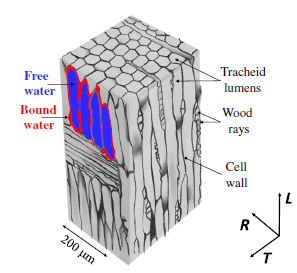 Free
water
Bound
water
Tracheid
lumens
Wood
rays
Cell
wall
200 µm
L
R
T